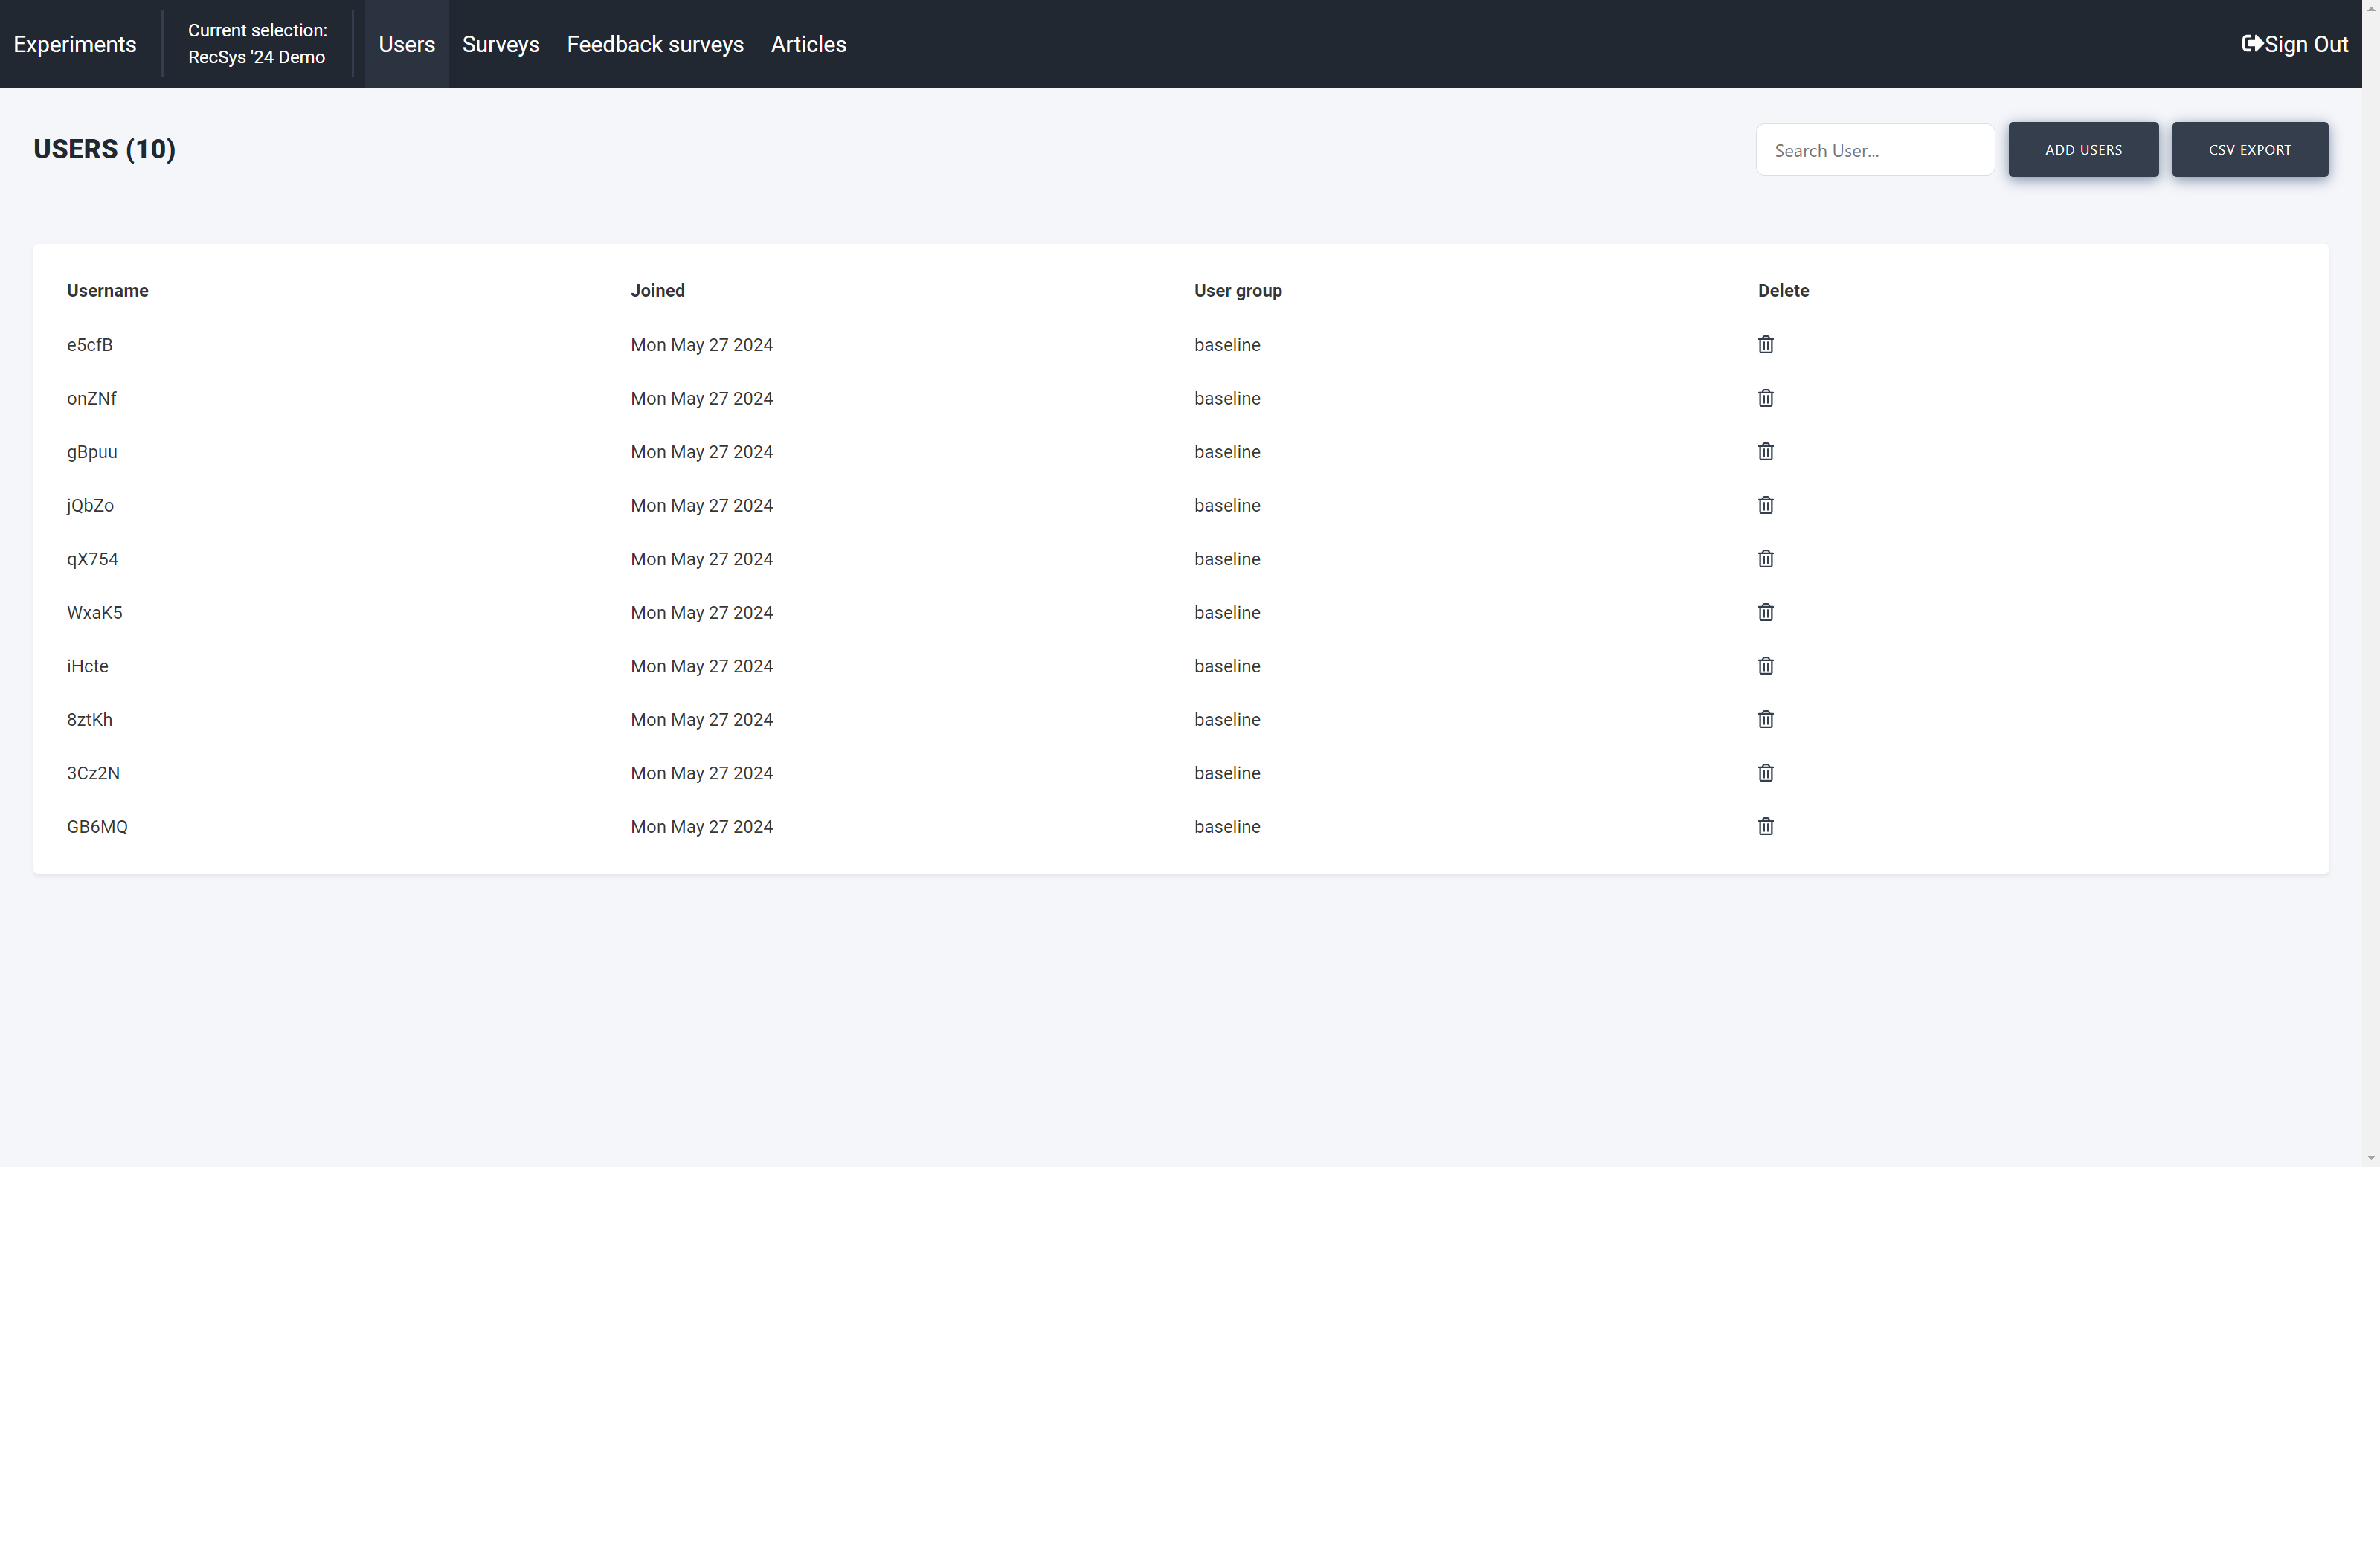 Experiments
Current selection:
RecSys '24 Demo
Users Surveys Feedback surveys Articles
Sign Out
USERS (10)
Search User...
ADD USERS
CSV EXPORT
Username Joined User group Delete
e5cfB Mon May 27 2024 baseline
onZNf Mon May 27 2024 baseline
gBpuu Mon May 27 2024 baseline
jQbZo Mon May 27 2024 baseline
qX754 Mon May 27 2024 baseline
WxaK5 Mon May 27 2024 baseline
iHcte Mon May 27 2024 baseline
8ztKh Mon May 27 2024 baseline
3Cz2N Mon May 27 2024 baseline
GB6MQ Mon May 27 2024 baseline